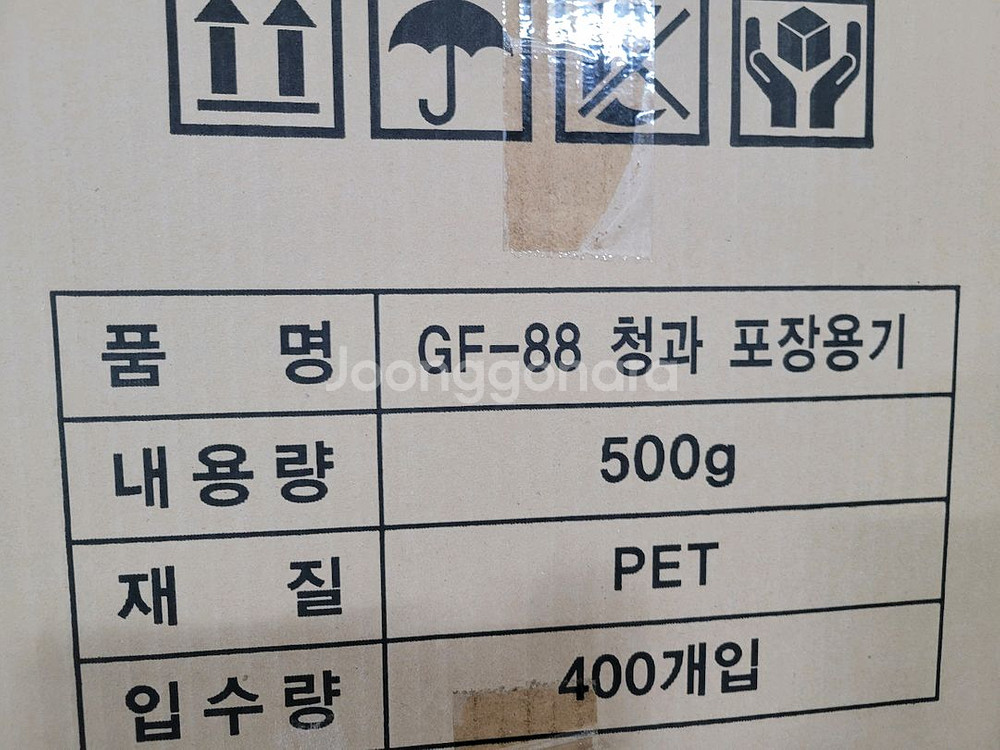 품 명 GF-88 청과 포장용기
Joonggonara
내용량 500g
재 질 PET
입수량 400개입